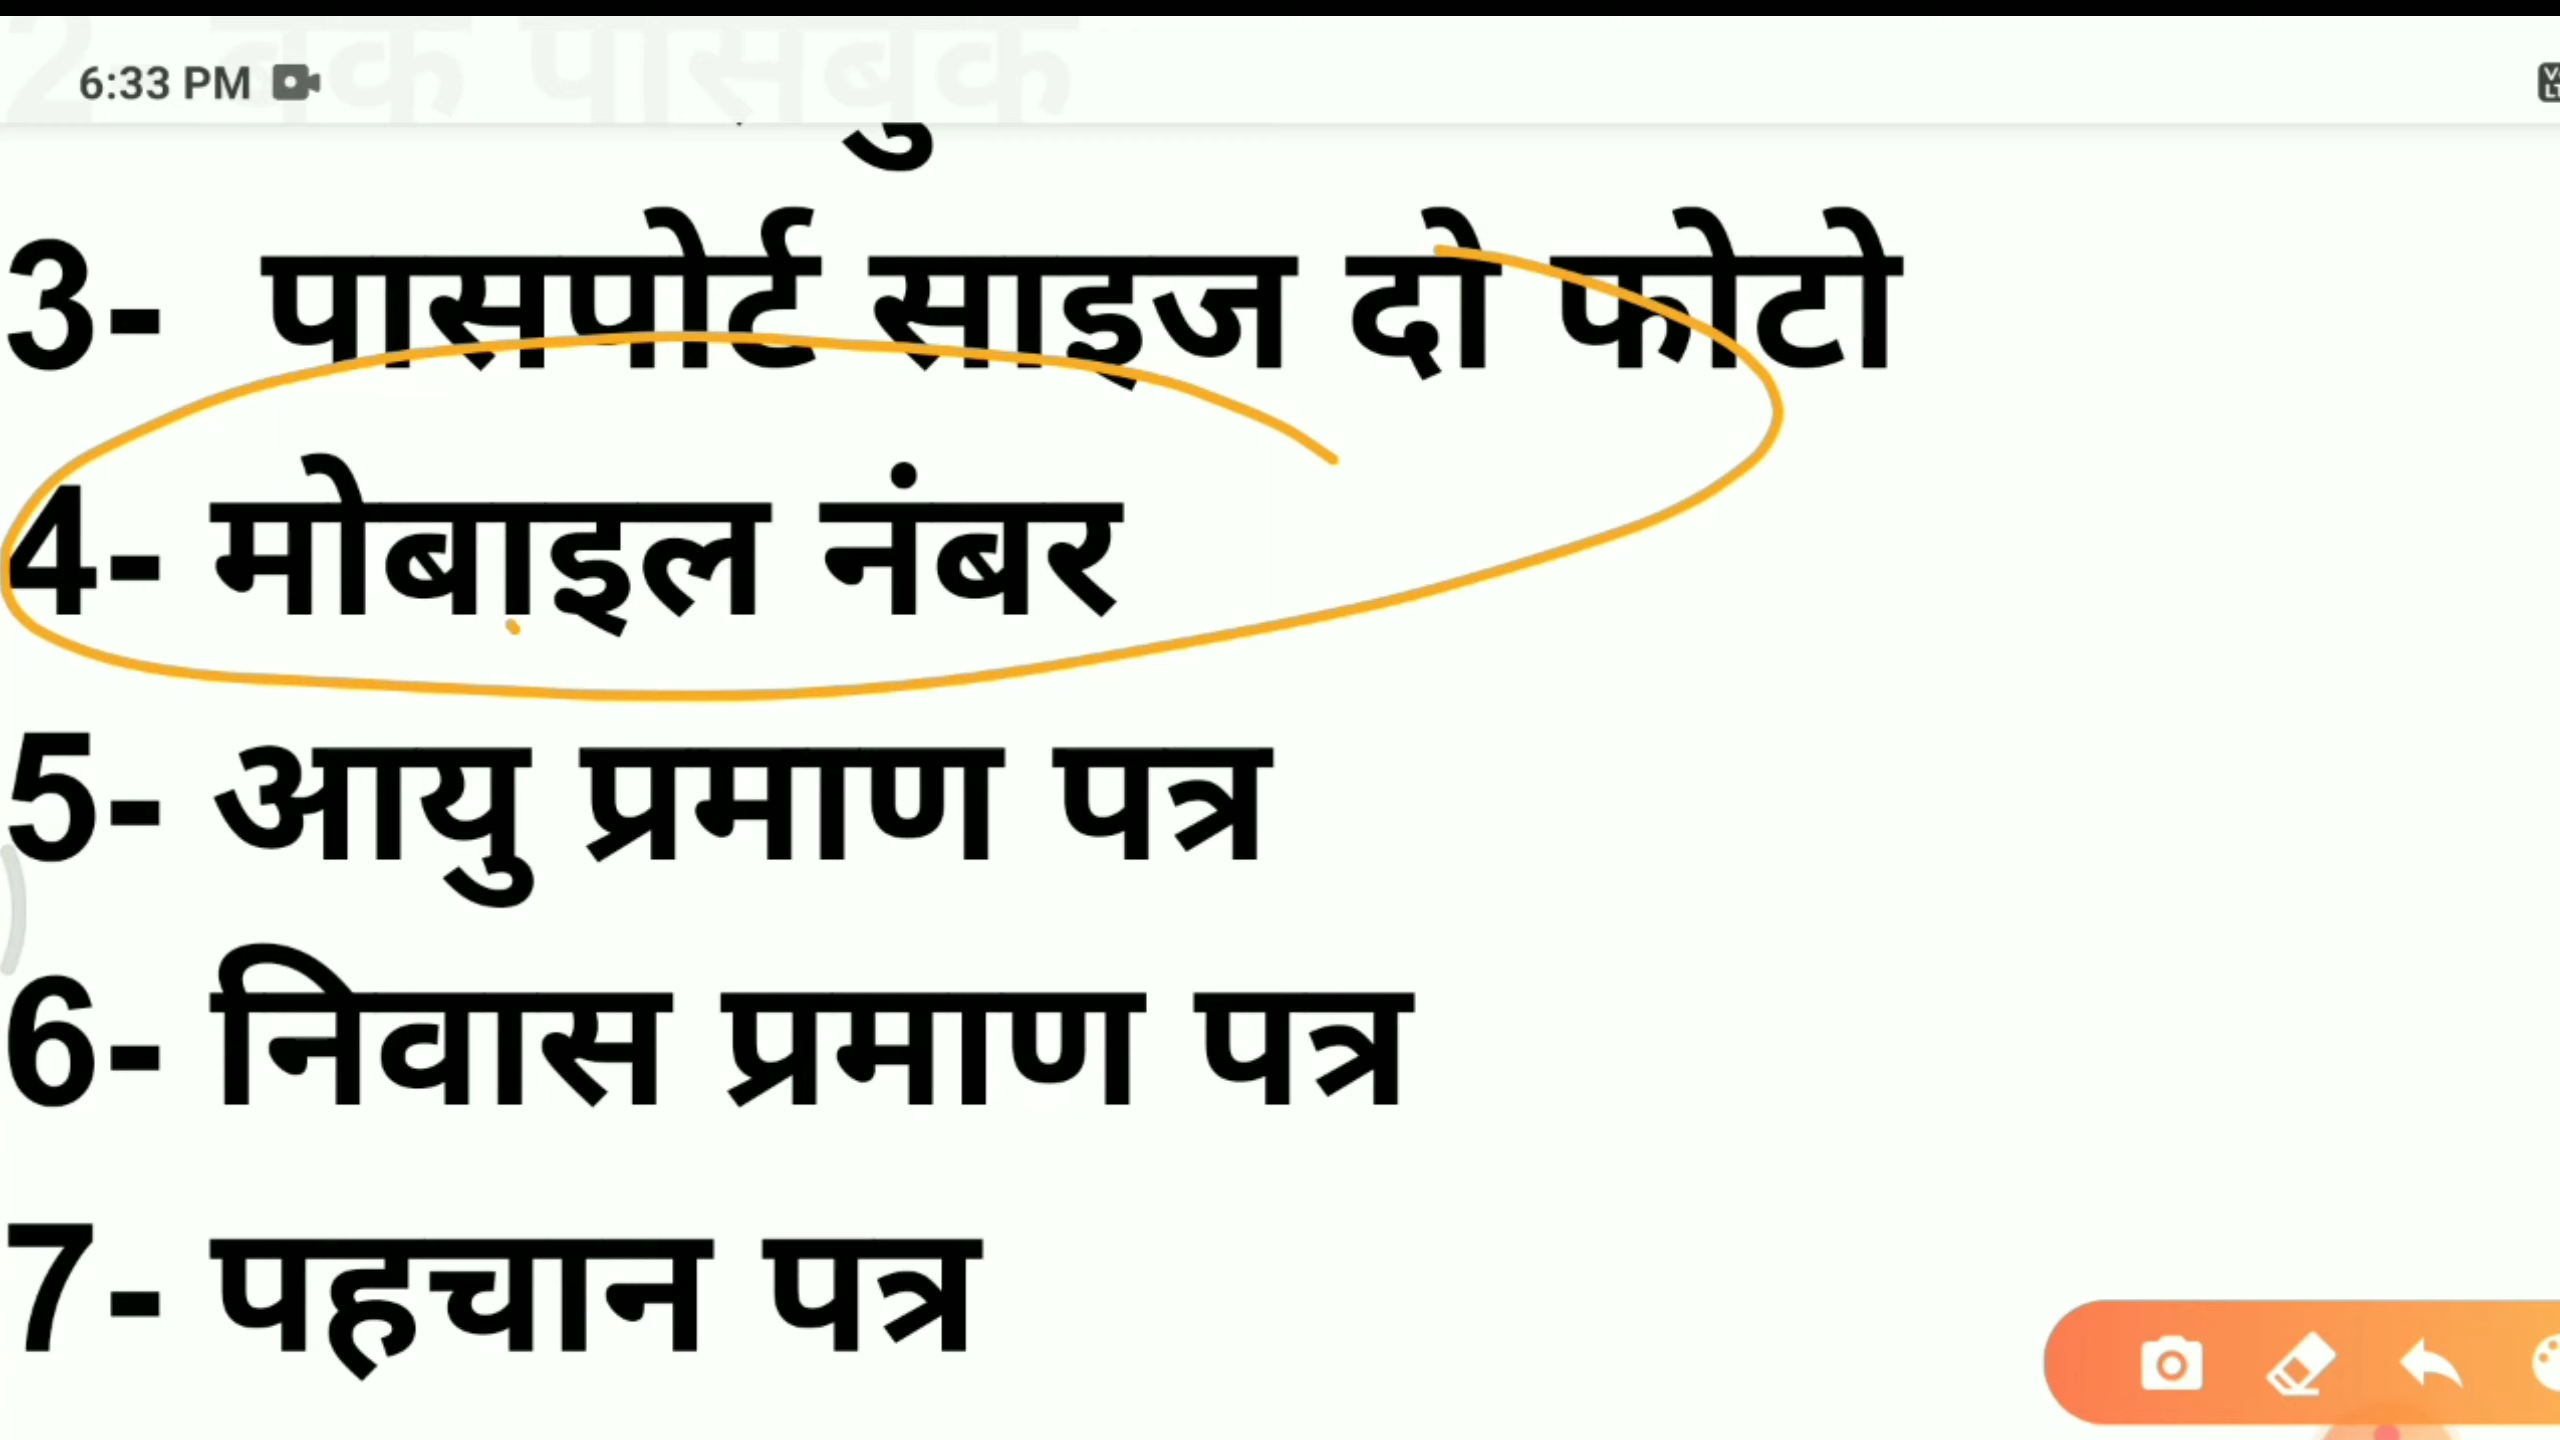 6:33 PM
3- पासपोर्ट साइज दो फोटो
4- मोबाइल नंबर
5- आयु प्रमाण पत्र
6- निवास प्रमाण पत्र
7- पहचान पत्र